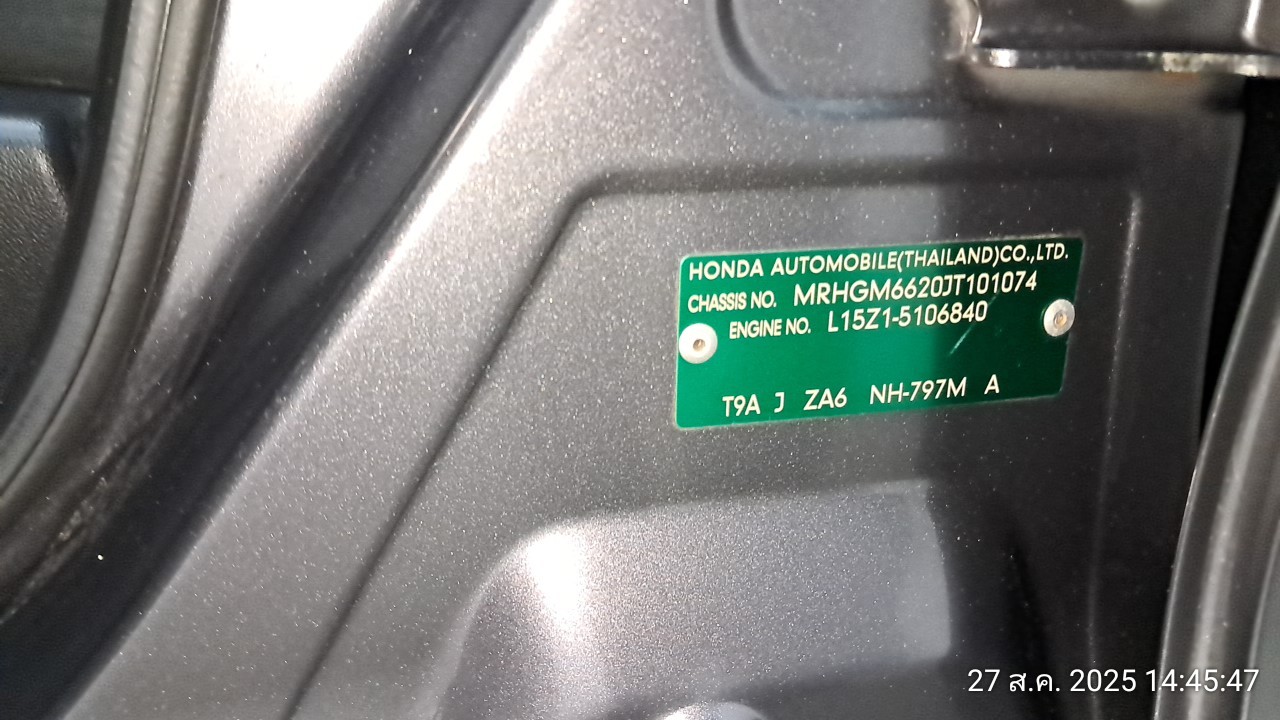 HONDA AUTOMOBILE(THAILAND)CO.,LTD.
CHASSIS NO. MRHGM6620JT101074
ENGINE NO. L15Z1-5106840
T9A J ZA6 NH-797M A
27 ส.ค. 2025 14:45:47